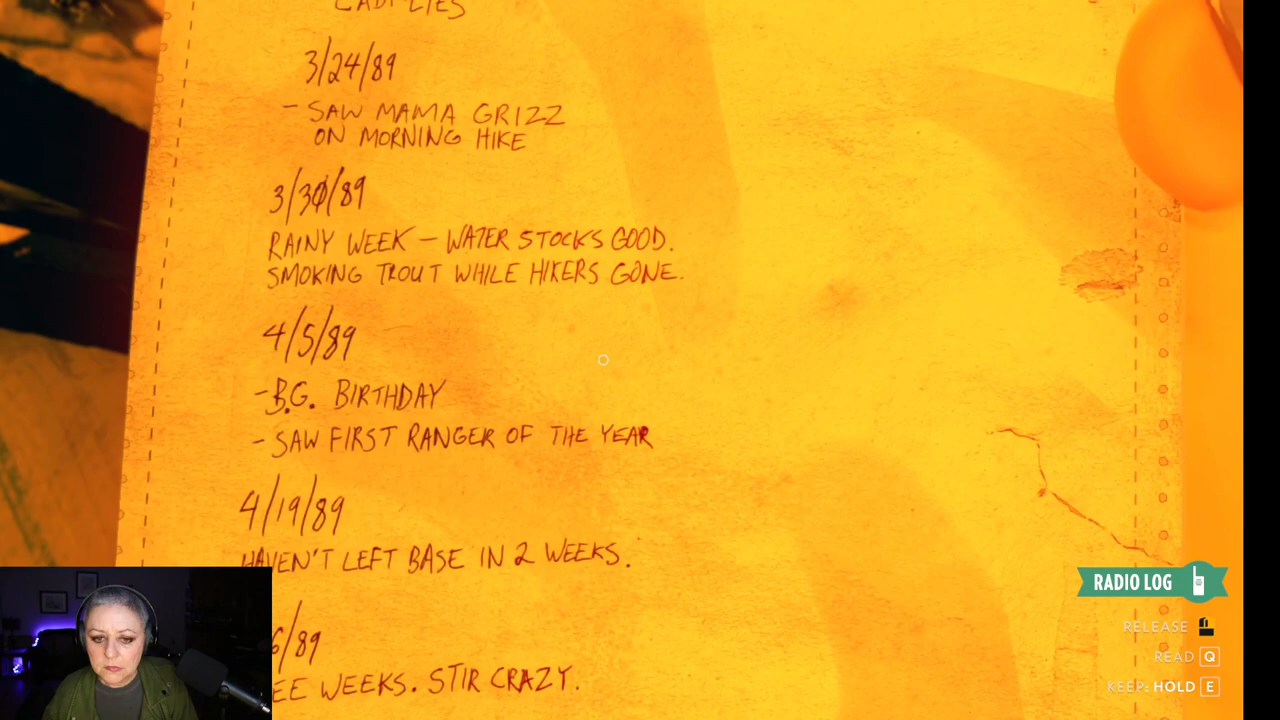 3/24/89
- SAW MAMA GRIZZ
ON MORNING HIKE
3/30/89
RAINY WEEK - WATER STOCKS GOOD.
SMOKING TROUT WHILE HIKERS GONE.
4/5/89
- B.G. BIRTHDAY
- SAW FIRST RANGER OF THE YEAR
4/19/89
HAVEN'T LEFT BASE IN 2 WEEKS.
6/89
EE WEEKS. STIR CRAZY.
RADIO LOG
RELEASE
READ Q
KEEP: HOLD E